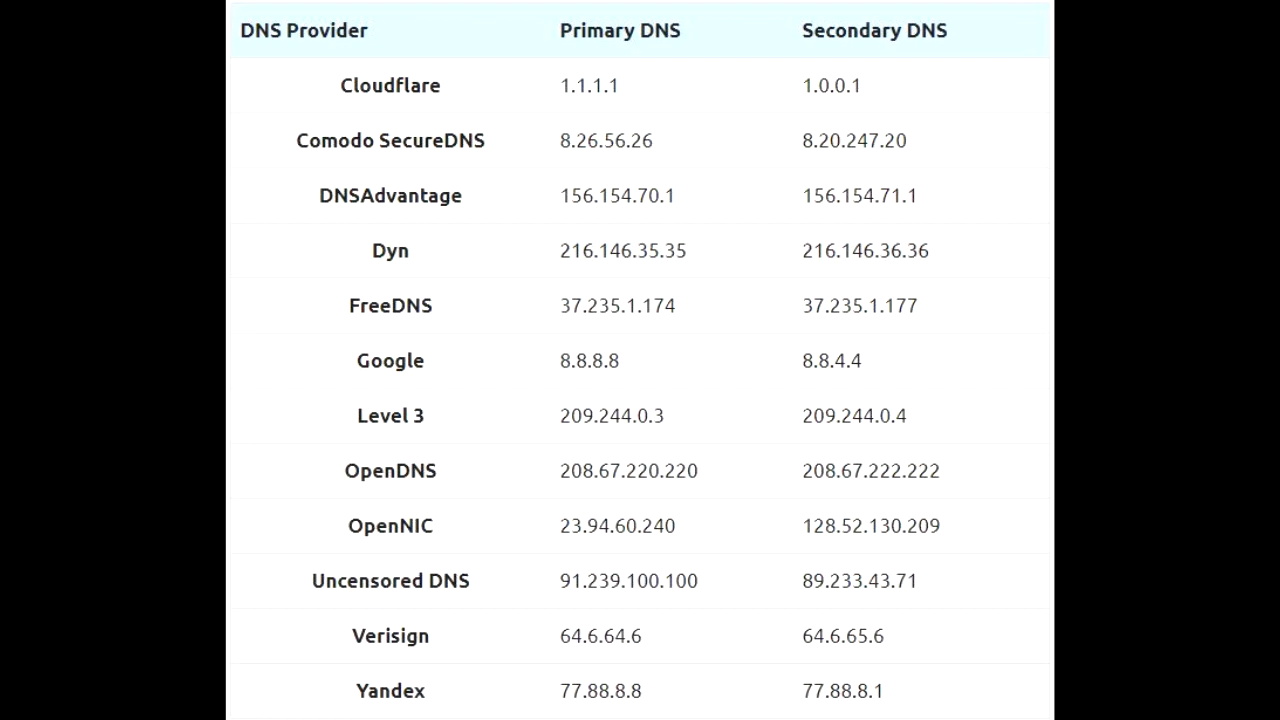 DNS Provider Primary DNS Secondary DNS
Cloudflare 1.1.1.1 1.0.0.1
Comodo SecureDNS 8.26.56.26 8.20.247.20
DNSAdvantage 156.154.70.1 156.154.71.1
Dyn 216.146.35.35 216.146.36.36
FreeDNS 37.235.1.174 37.235.1.177
Google 8.8.8.8 8.8.4.4
Level 3 209.244.0.3 209.244.0.4
OpenDNS 208.67.220.220 208.67.222.222
OpenNIC 23.94.60.240 128.52.130.209
Uncensored DNS 91.239.100.100 89.233.43.71
Verisign 64.6.64.6 64.6.65.6
Yandex 77.88.8.8 77.88.8.1